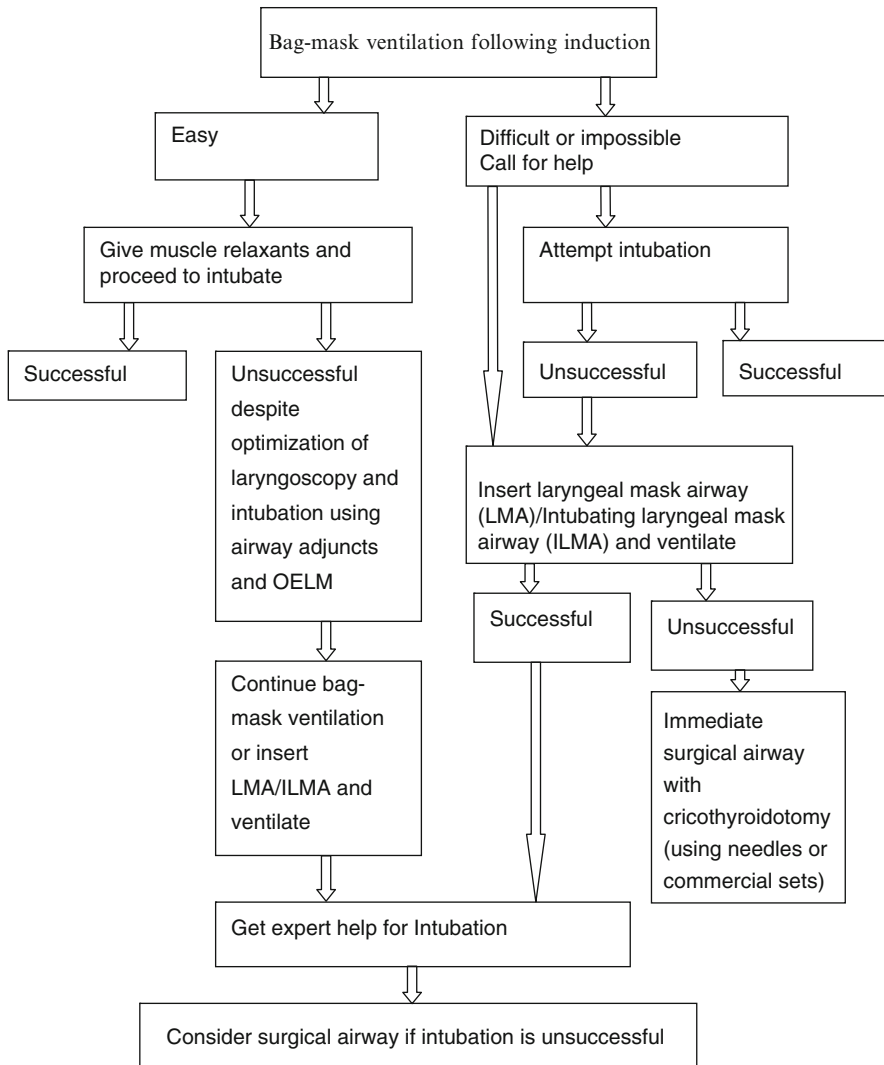 Bag-mask ventilation following induction
Easy
Difficult or impossible
Call for help
Give muscle relaxants and
proceed to intubate
Attempt intubation
Successful
Unsuccessful
despite
optimization of
laryngoscopy and
intubation using
airway adjuncts
and OELM
Unsuccessful
Successful
Insert laryngeal mask airway
(LMA)/Intubating laryngeal mask
airway (ILMA) and ventilate
Successful
Unsuccessful
Continue bag-
mask ventilation
or insert
LMA/ILMA and
ventilate
Immediate
surgical airway
with
cricothyroidotomy
(using needles or
commercial sets)
Get expert help for Intubation
Consider surgical airway if intubation is unsuccessful